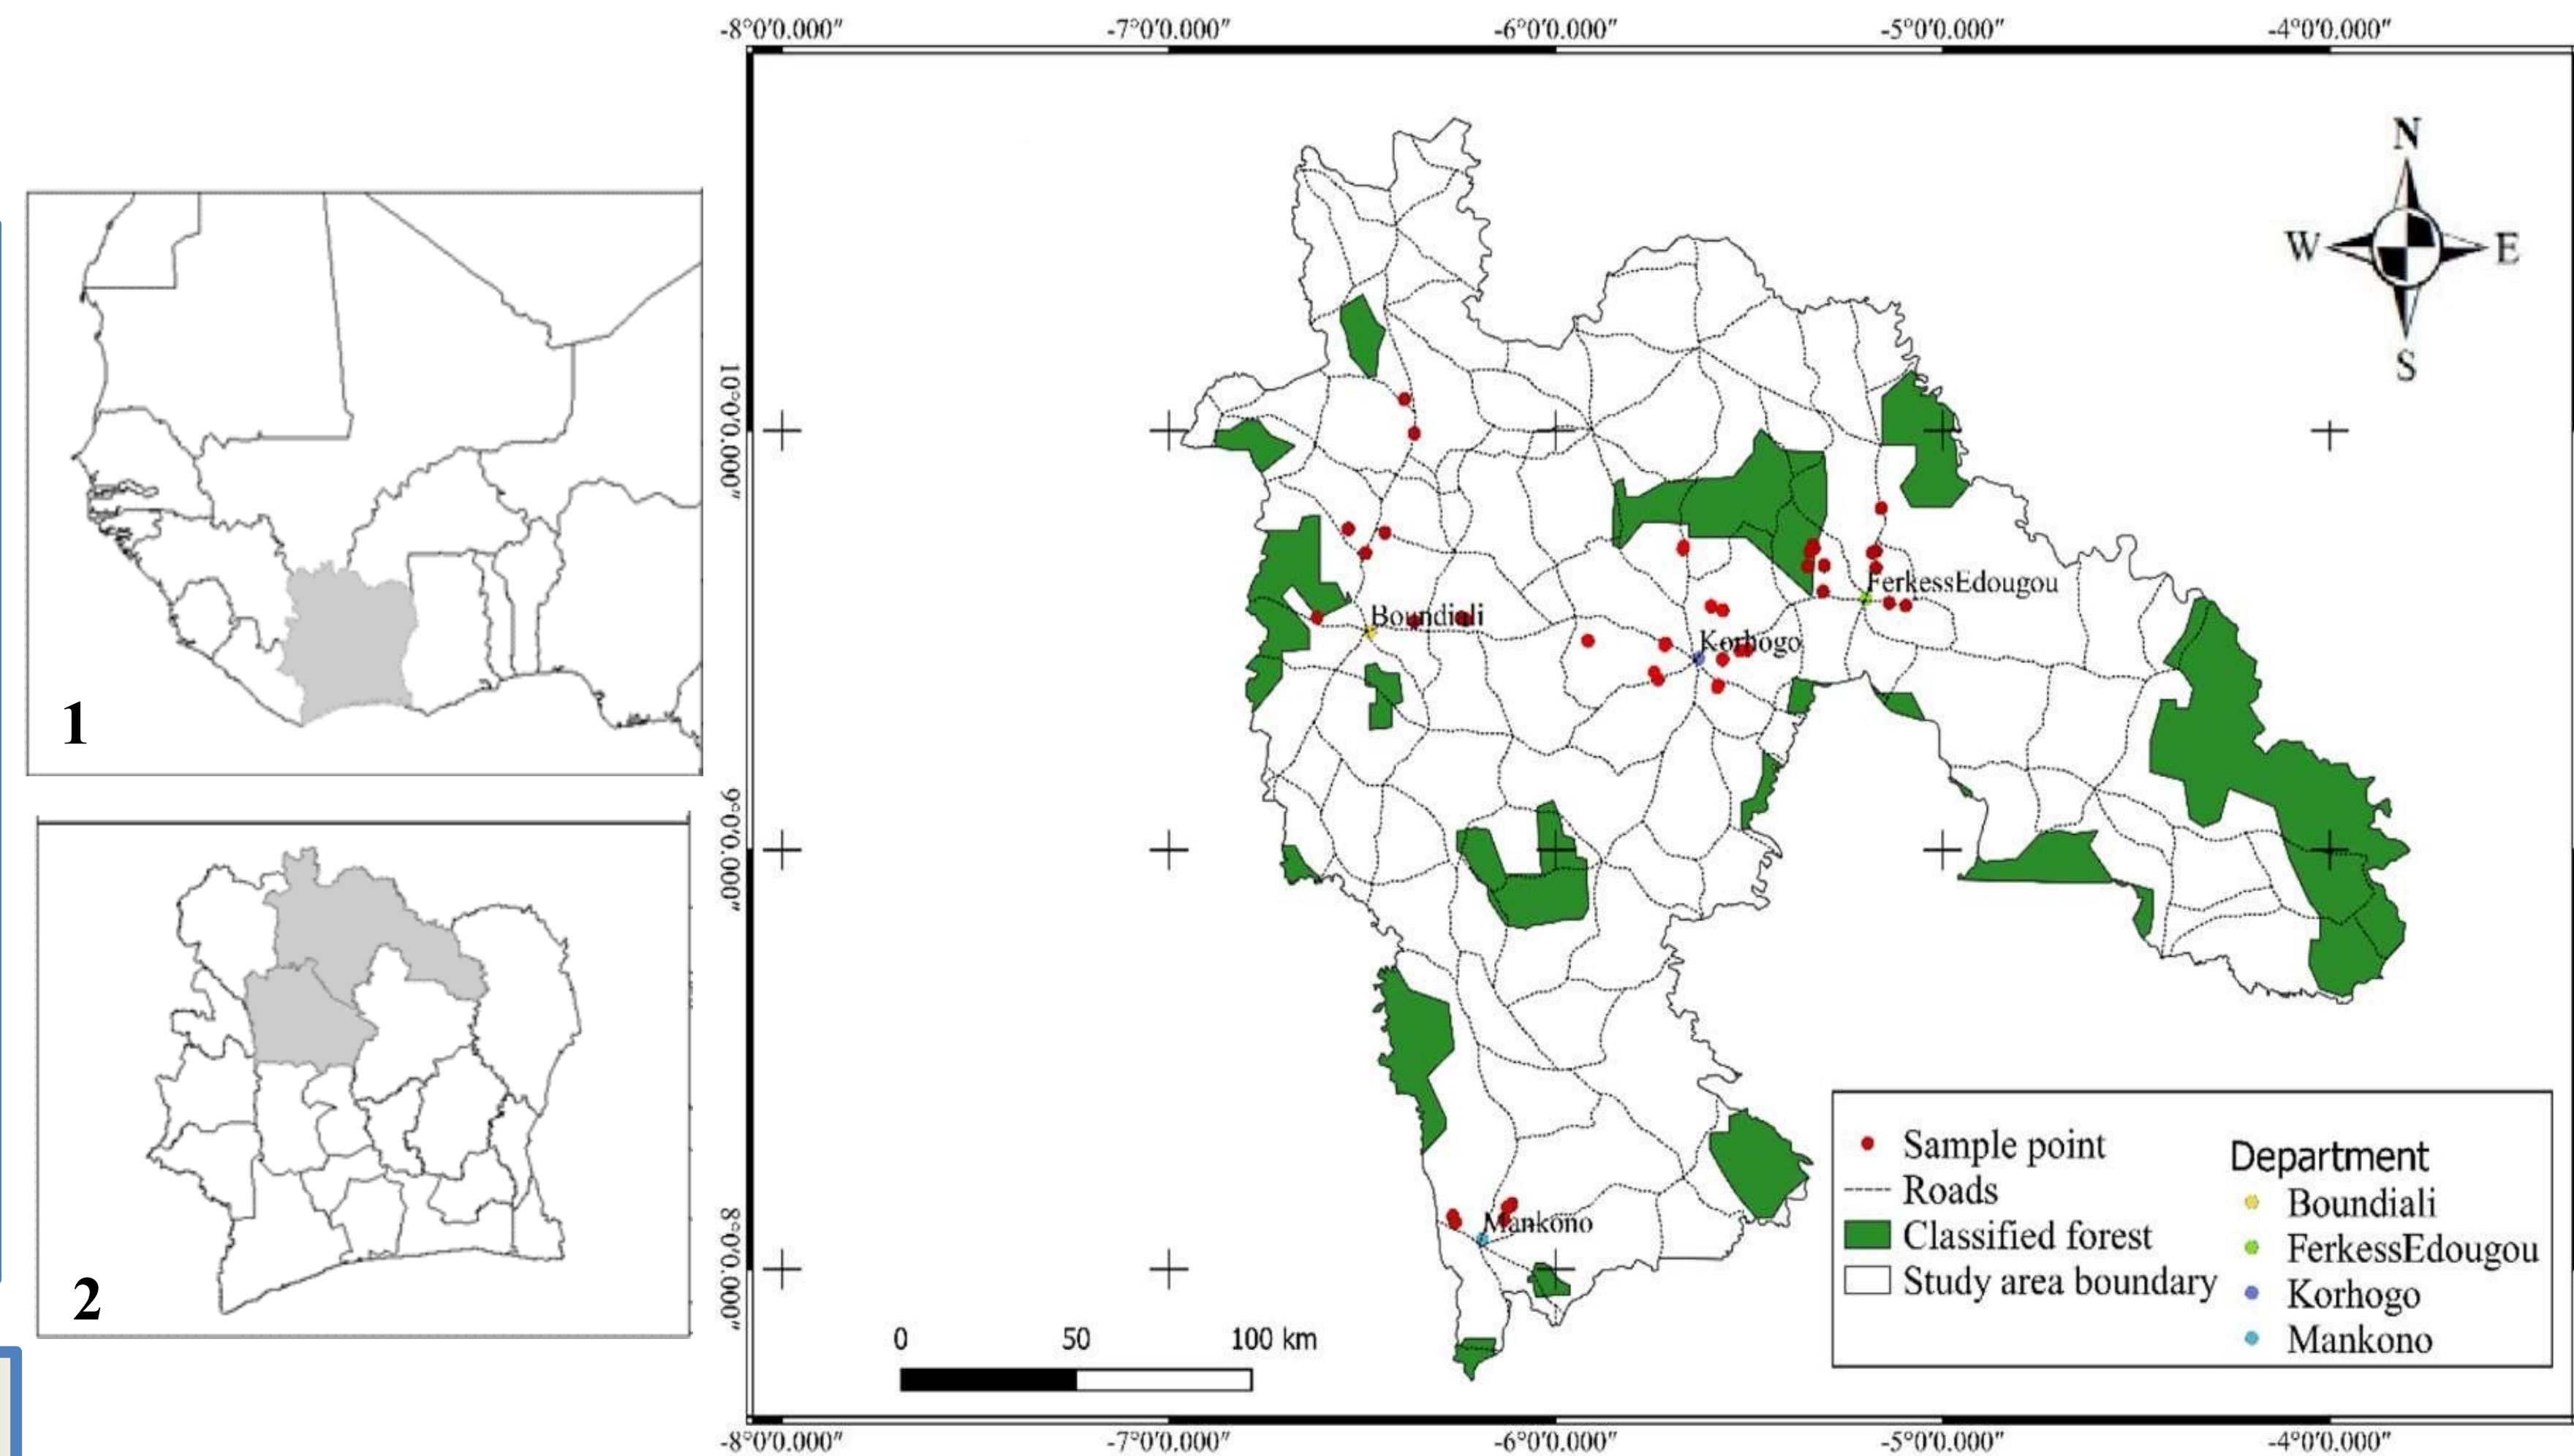 -8°0'0.000" -7°0'0.000" -6°0'0.000" -5°0'0.000" -4°0'0.000"
N
W E
S
10°0'0.000"
9°0'0.000"
8°0'0.000"
1
2
FerkessEdougou
Boundiali
Korhogo
Mankono
Sample point
Roads
Classified forest
Study area boundary
Department
Boundiali
FerkessEdougou
Korhogo
Mankono
0 50 100 km
-8°0'0.000" -7°0'0.000" -6°0'0.000" -5°0'0.000" -4°0'0.000"